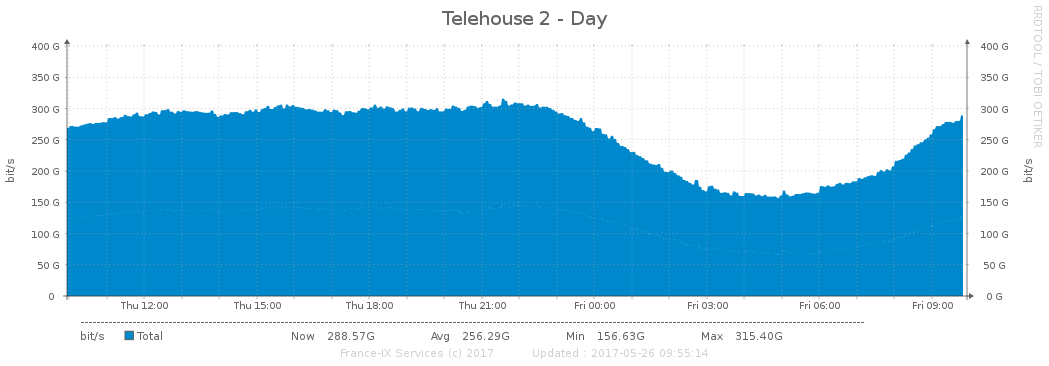 Telehouse 2 - Day
RRDTOOL / TOBI OETIKER
400 G 400 G
350 G 350 G
300 G 300 G
250 G 250 G
200 G 200 G
150 G 150 G
100 G 100 G
50 G 50 G
0 0 G
bit/s bit/s
Thu 12:00 Thu 15:00 Thu 18:00 Thu 21:00 Fri 00:00 Fri 03:00 Fri 06:00 Fri 09:00
bit/s Total Now 288.57G Avg 256.29G Min 156.63G Max 315.40G
France-IX Services (c) 2017 Updated : 2017-05-26 09:55:14